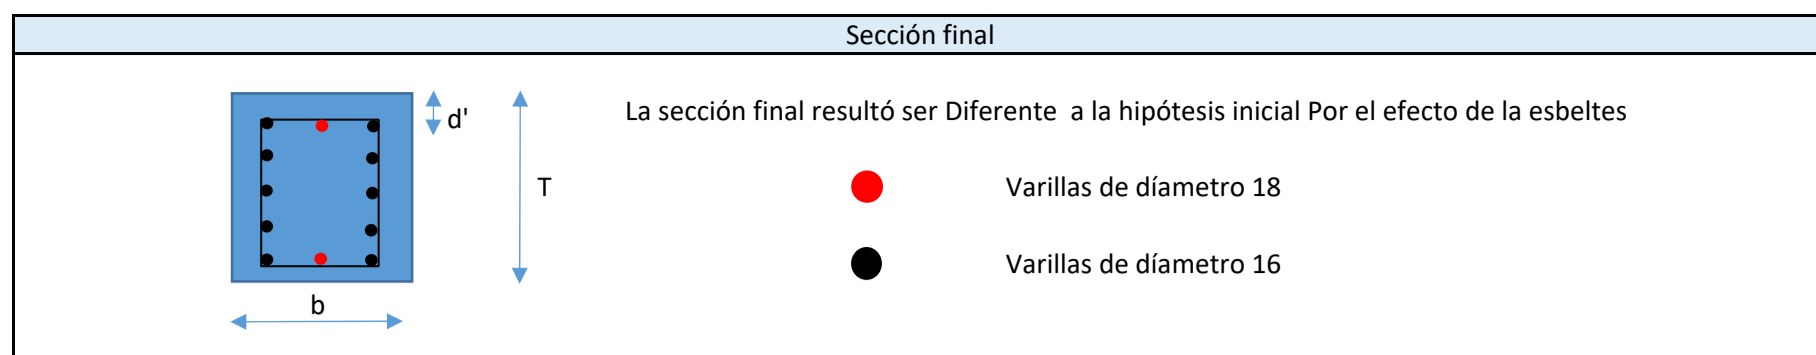 Sección final
La sección final resultó ser Diferente a la hipótesis inicial Por el efecto de la esbeltes
d'
T
Varillas de díametro 18
Varillas de díametro 16
b